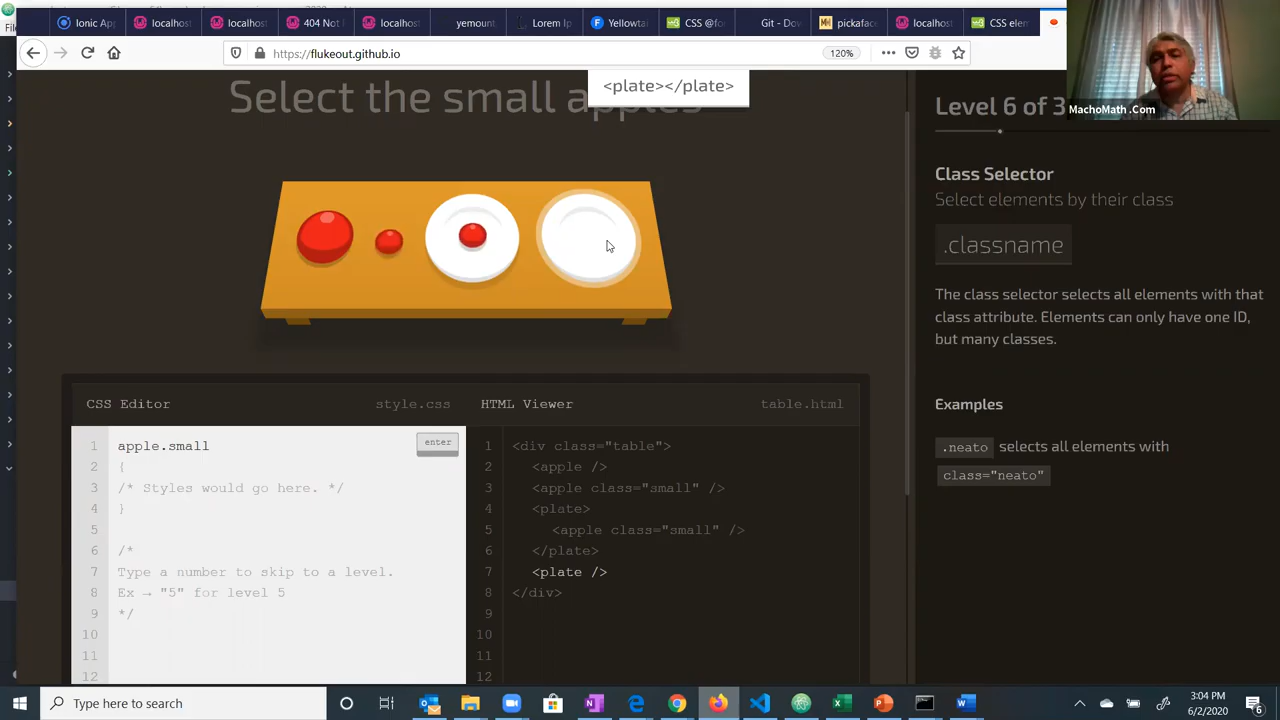 Ionic Ap
localhost
localhost
404 Not
localhost
yemount.
Lorem Ip
Yellowtai
CSS @fo
Git - Dow
pickaface
localhost
CSS elem
File
https://flukeout.github.io
120%
MachoMath .Com
Select the small apples
<plate></plate>
Level 6 of 3
Class Selector
Select elements by their class
.classname
The class selector selects all elements with that
class attribute. Elements can only have one ID,
but many classes.
Examples
.neato selects all elements with
class="neato"
CSS Editor style.css
1 apple.small
enter
2 {
3 /* Styles would go here. */
4 }
5
6 /*
7 Type a number to skip to a level.
8 Ex → "5" for level 5
9 */
10
11
12
HTML Viewer table.html
1 <div class="table">
2 <apple />
3 <apple class="small" />
4 <plate>
5 <apple class="small" />
6 </plate>
7 <plate />
8 </div>
9
10
11
12
Type here to search
3:04 PM
6/2/2020
6